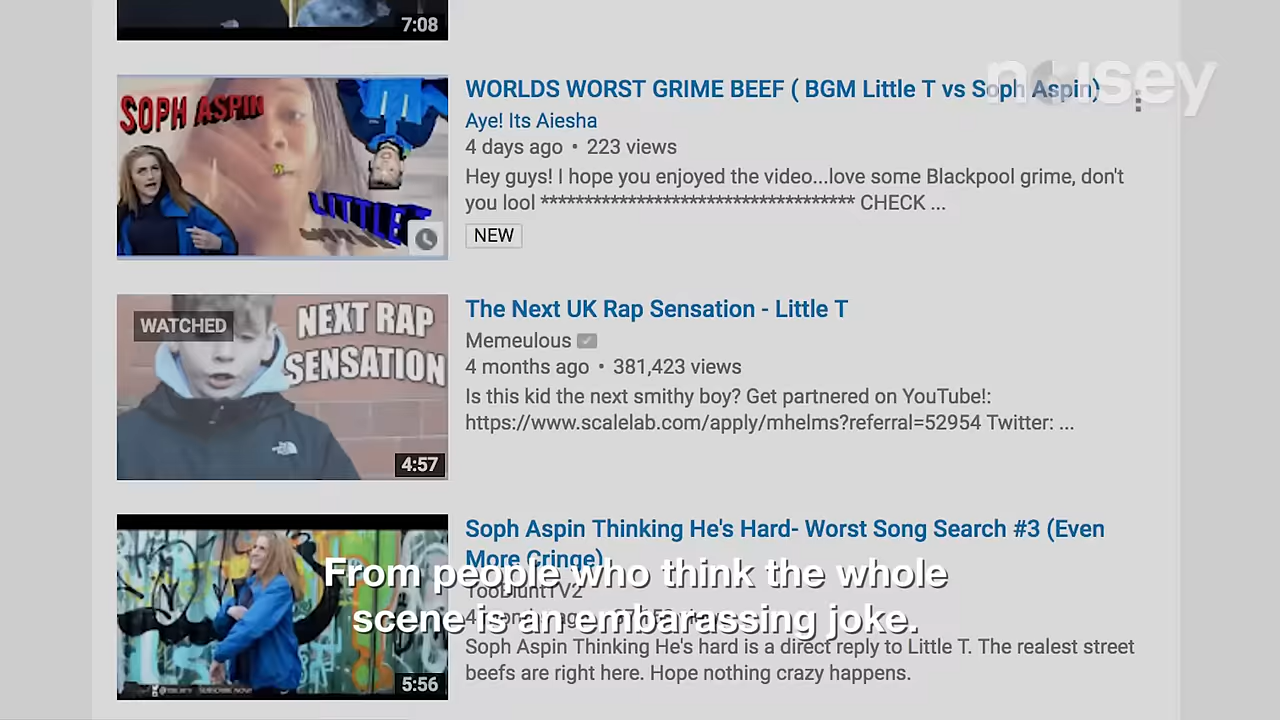 7:08
noisey
SOPH ASPIN
LITTLE T
WORLDS WORST GRIME BEEF ( BGM Little T vs Soph Aspin)
Aye! Its Aiesha
4 days ago • 223 views
Hey guys! I hope you enjoyed the video...love some Blackpool grime, don't
you lool ************************************ CHECK ...
NEW
WATCHED
NEXT RAP
SENSATION
4:57
The Next UK Rap Sensation - Little T
Memeulous
4 months ago • 381,423 views
Is this kid the next smithy boy? Get partnered on YouTube!:
https://www.scalelab.com/apply/mhelms?referral=52954 Twitter: ...
5:56
Soph Aspin Thinking He's Hard- Worst Song Search #3 (Even
More Cringe)
TooBluntTV2
4 months ago
From people who think the whole
scene is an embarassing joke.
Soph Aspin Thinking He's hard is a direct reply to Little T. The realest street
beefs are right here. Hope nothing crazy happens.